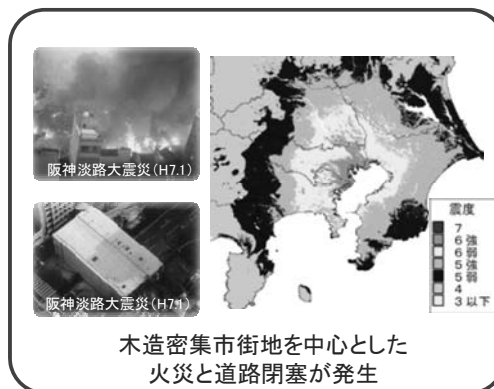 阪神淡路大震災(H7.1)
阪神淡路大震災(H7.1)
震度
7
6強
6弱
5強
5弱
4
3以下
木造密集市街地を中心とした
火災と道路閉塞が発生